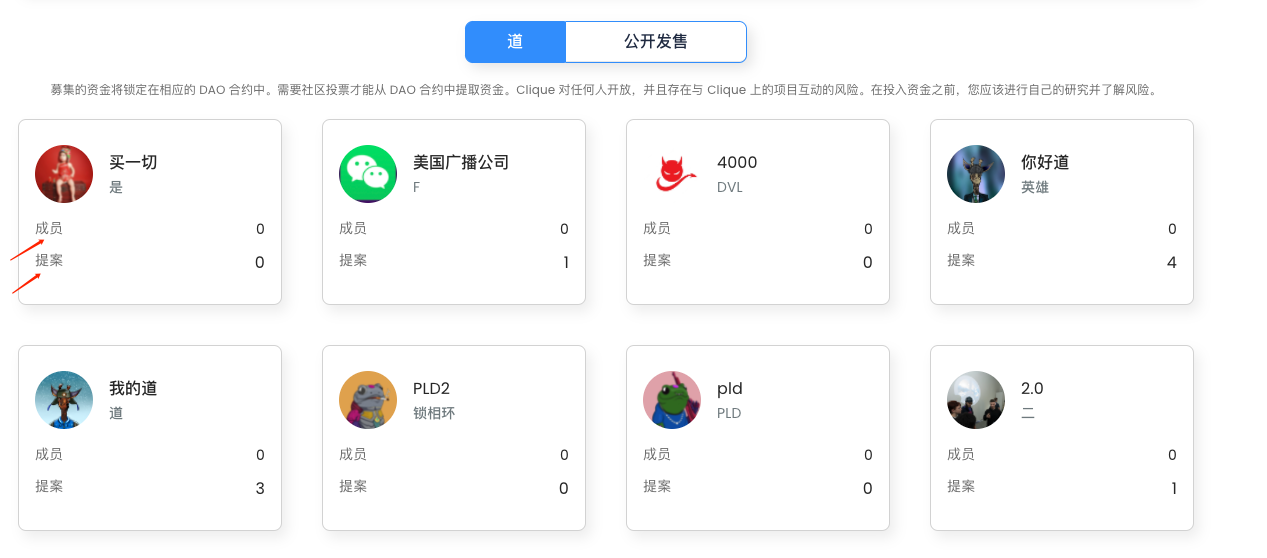 道 公开发售
募集的资金将锁定在相应的 DAO 合约中。需要社区投票才能从 DAO 合约中提取资金。Clique 对任何人开放，并且存在与 Clique 上的项目互动的风险。在投入资金之前，您应该进行自己的研究并了解风险。
买一切
是
成员 0
提案 0
美国广播公司
F
成员 0
提案 1
4000
DVL
成员 0
提案 0
你好道
英雄
成员 0
提案 4
我的道
道
成员 0
提案 3
PLD2
锁相环
成员 0
提案 0
pld
PLD
成员 0
提案 0
2.0
二
成员 0
提案 1